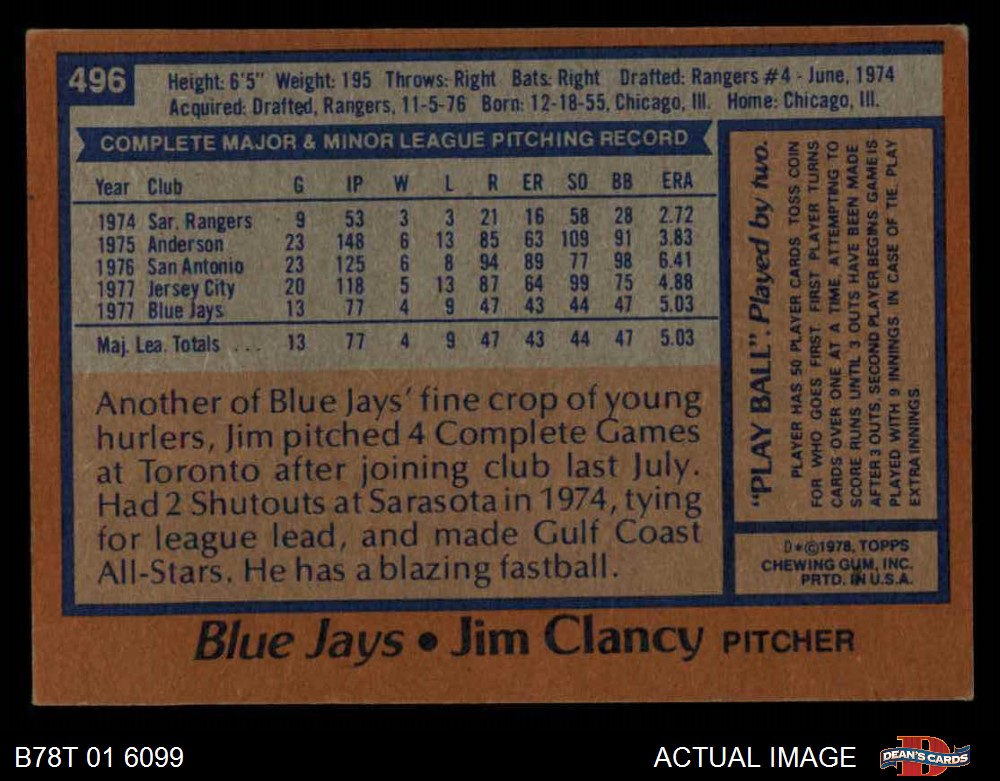 496
Height: 6'5" Weight: 195 Throws: Right Bats: Right Drafted: Rangers #4 - June, 1974
Acquired: Drafted, Rangers, 11-5-76 Born: 12-18-55, Chicago, Ill. Home: Chicago, Ill.
COMPLETE MAJOR & MINOR LEAGUE PITCHING RECORD
Year Club G IP W L R ER SO BB ERA
1974 Sar. Rangers 9 53 3 3 21 16 58 28 2.72
1975 Anderson 23 148 6 13 85 63 109 91 3.83
1976 San Antonio 23 125 6 8 94 89 77 98 6.41
1977 Jersey City 20 118 5 13 87 64 99 75 4.88
1977 Blue Jays 13 77 4 9 47 43 44 47 5.03
Maj. Lea. Totals ... 13 77 4 9 47 43 44 47 5.03
Another of Blue Jays' fine crop of young
hurlers, Jim pitched 4 Complete Games
at Toronto after joining club last July.
Had 2 Shutouts at Sarasota in 1974, tying
for league lead, and made Gulf Coast
All-Stars. He has a blazing fastball.
"PLAY BALL". Played by two.
PLAYER HAS 50 PLAYER CARDS TOSS COIN
FOR WHO GOES FIRST. FIRST PLAYER TURNS
CARDS OVER ONE AT A TIME, ATTEMPTING TO
SCORE RUNS UNTIL 3 OUTS HAVE BEEN MADE
AFTER 3 OUTS, SECOND PLAYER BEGINS. GAME IS
PLAYED WITH 9 INNINGS IN CASE OF TIE, PLAY
EXTRA INNINGS
D*©1978, TOPPS
CHEWING GUM, INC.
PRTD. IN U.S.A.
Blue Jays • Jim Clancy PITCHER
B78T 01 6099
ACTUAL IMAGE
DEAN'S CARDS